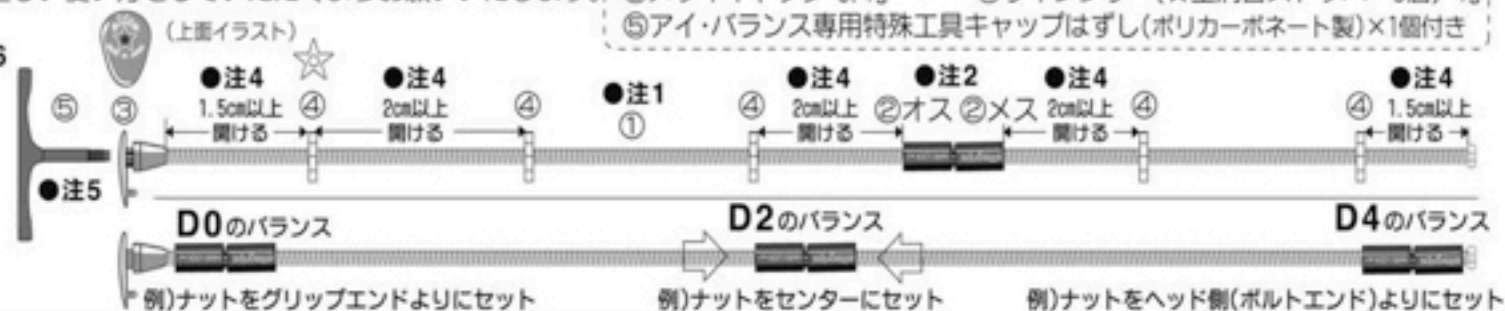 ⑤アイ・バランス専用特殊工具キャップはずし(ポリカーボネート製)×1個付き
(上面イラスト)
6
●注4 ●注4 ●注1 ●注4 ●注2 ●注4 ●注4
⑤ ③ 1.5cm以上 ④ 2cm以上 ④ ① ④ 2cm以上 ②オス ②メス 2cm以上 ④ ④ 1.5cm以上
開ける 開ける 開ける 開ける 開ける
●注5
D0のバランス D2のバランス D4のバランス
例)ナットをグリップエンドよりにセット 例)ナットをセンターにセット 例)ナットをヘッド側(ボルトエンド)よりにセット